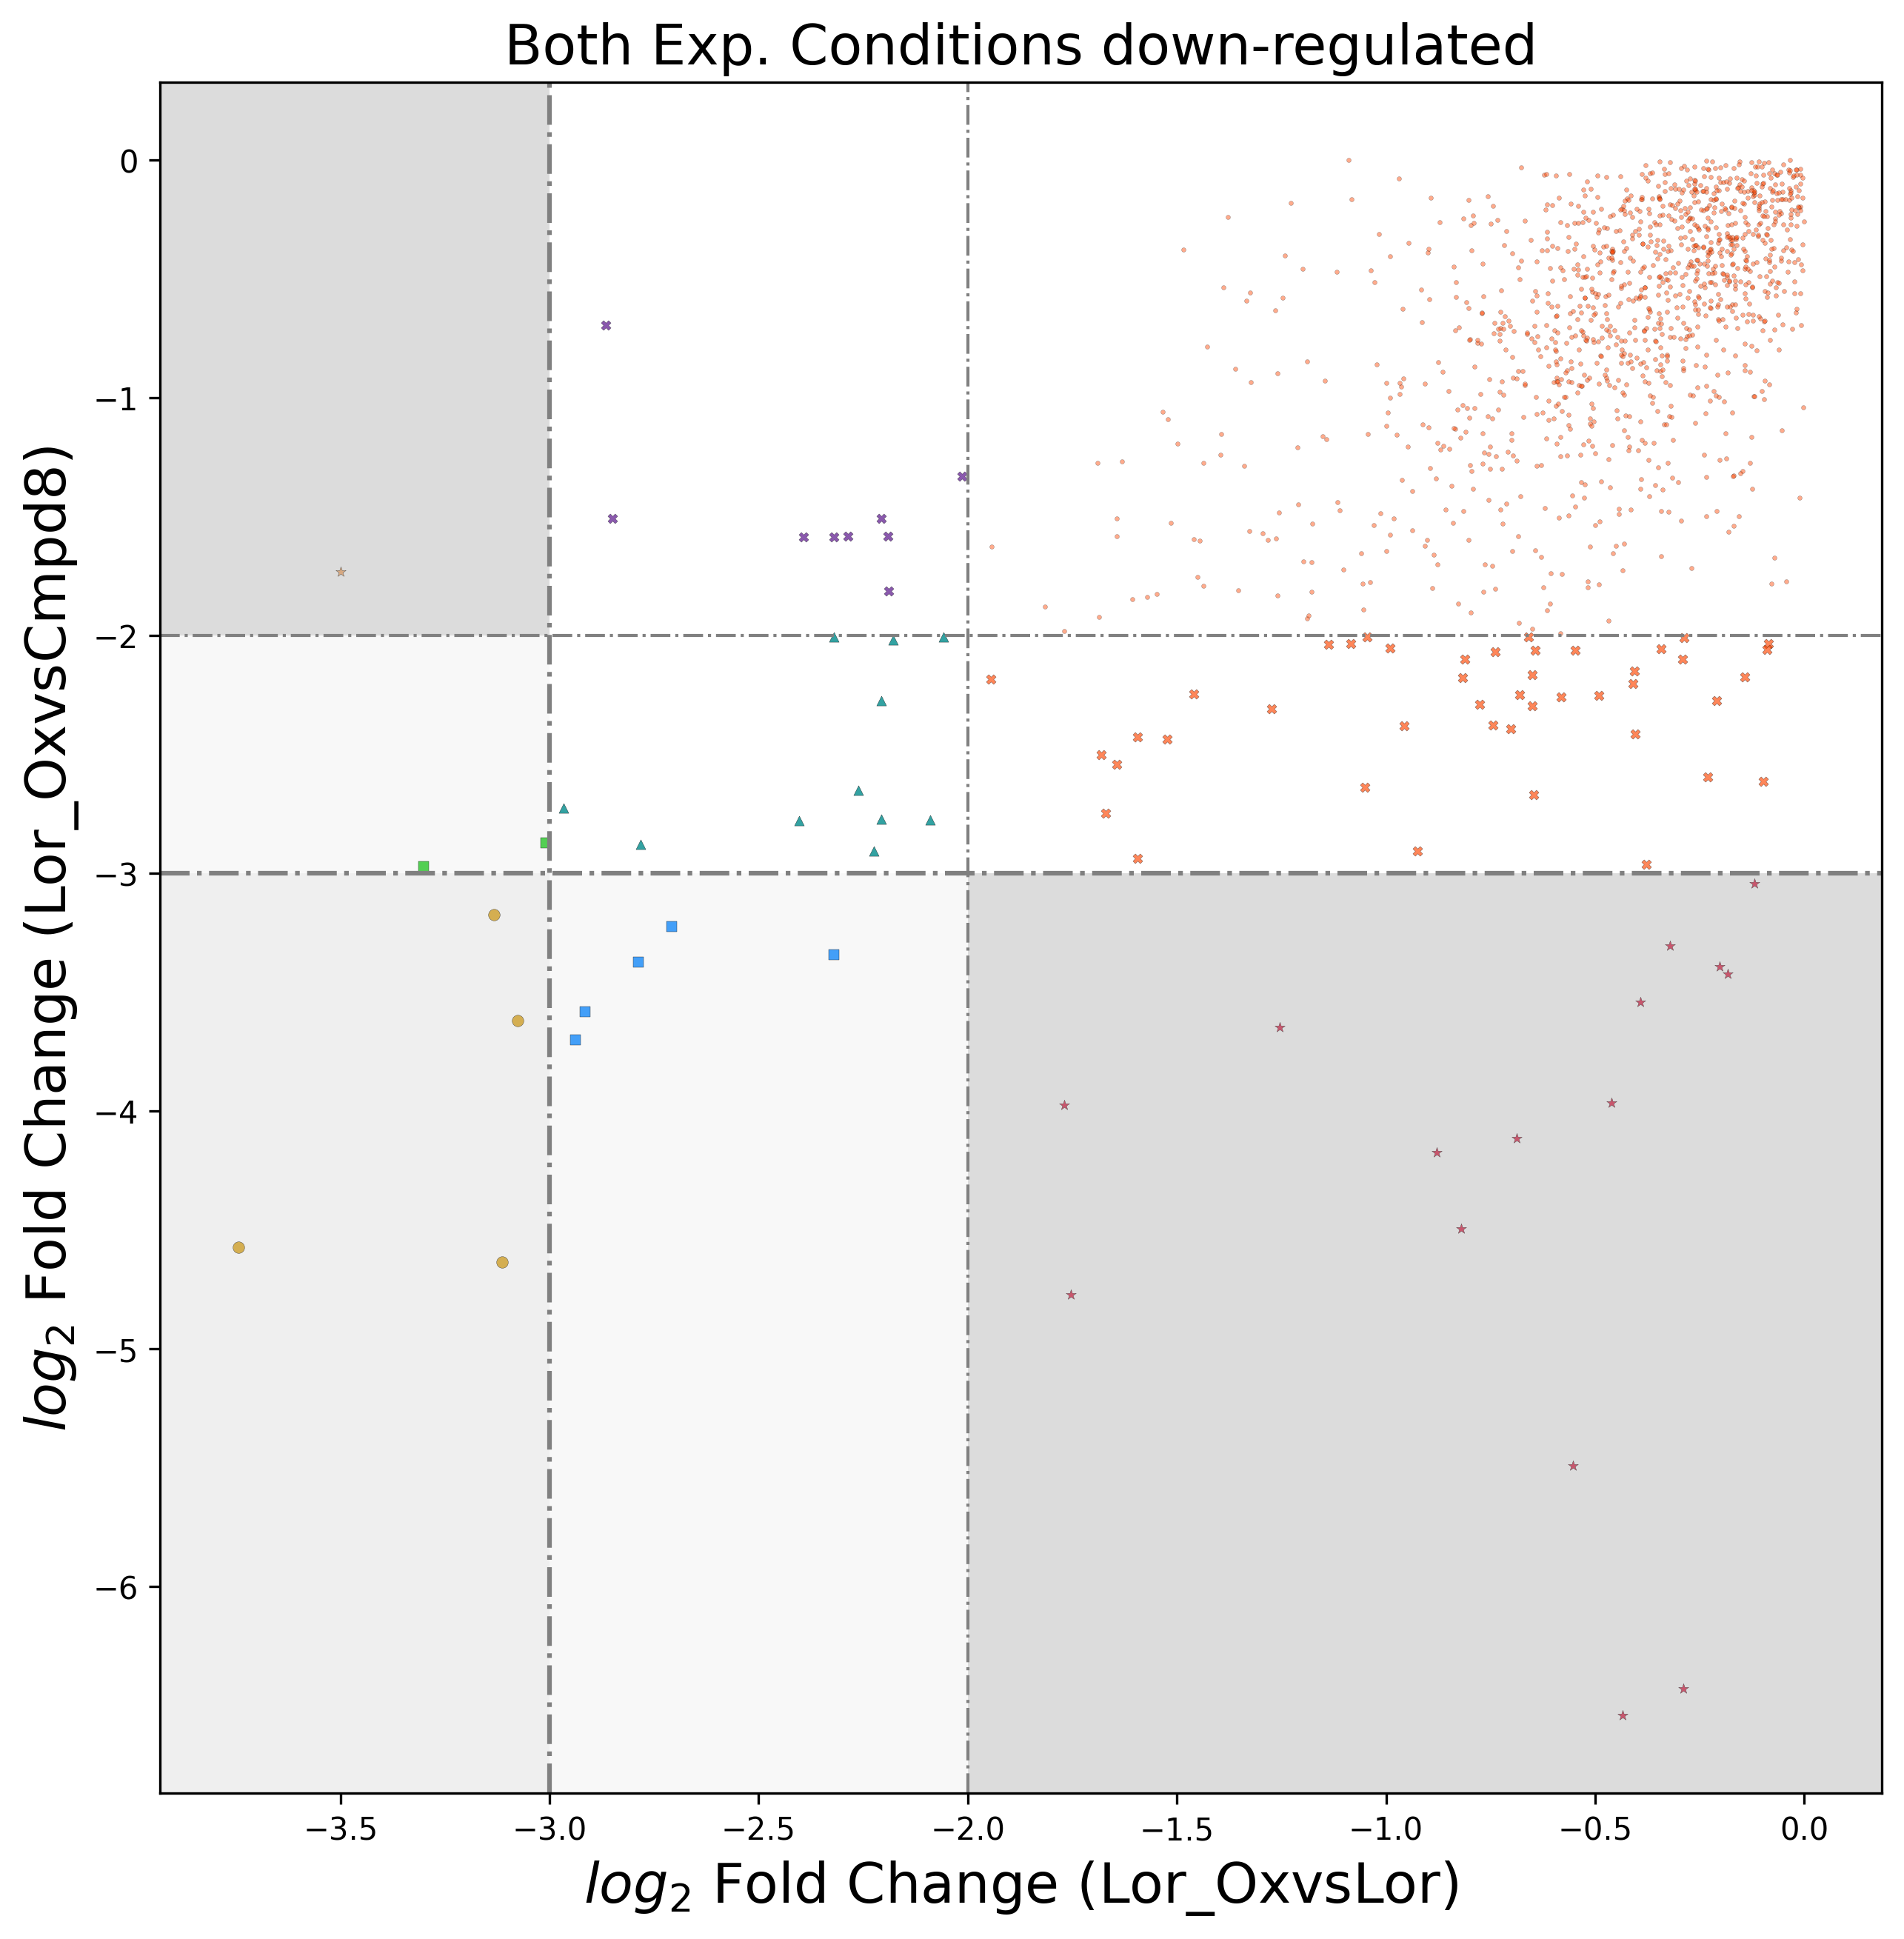 Both Exp. Conditions down-regulated
log₂ Fold Change (Lor_OxvsCmpd8)
0
−1
−2
−3
−4
−5
−6
−3.5 −3.0 −2.5 −2.0 −1.5 −1.0 −0.5 0.0
log₂ Fold Change (Lor_OxvsLor)